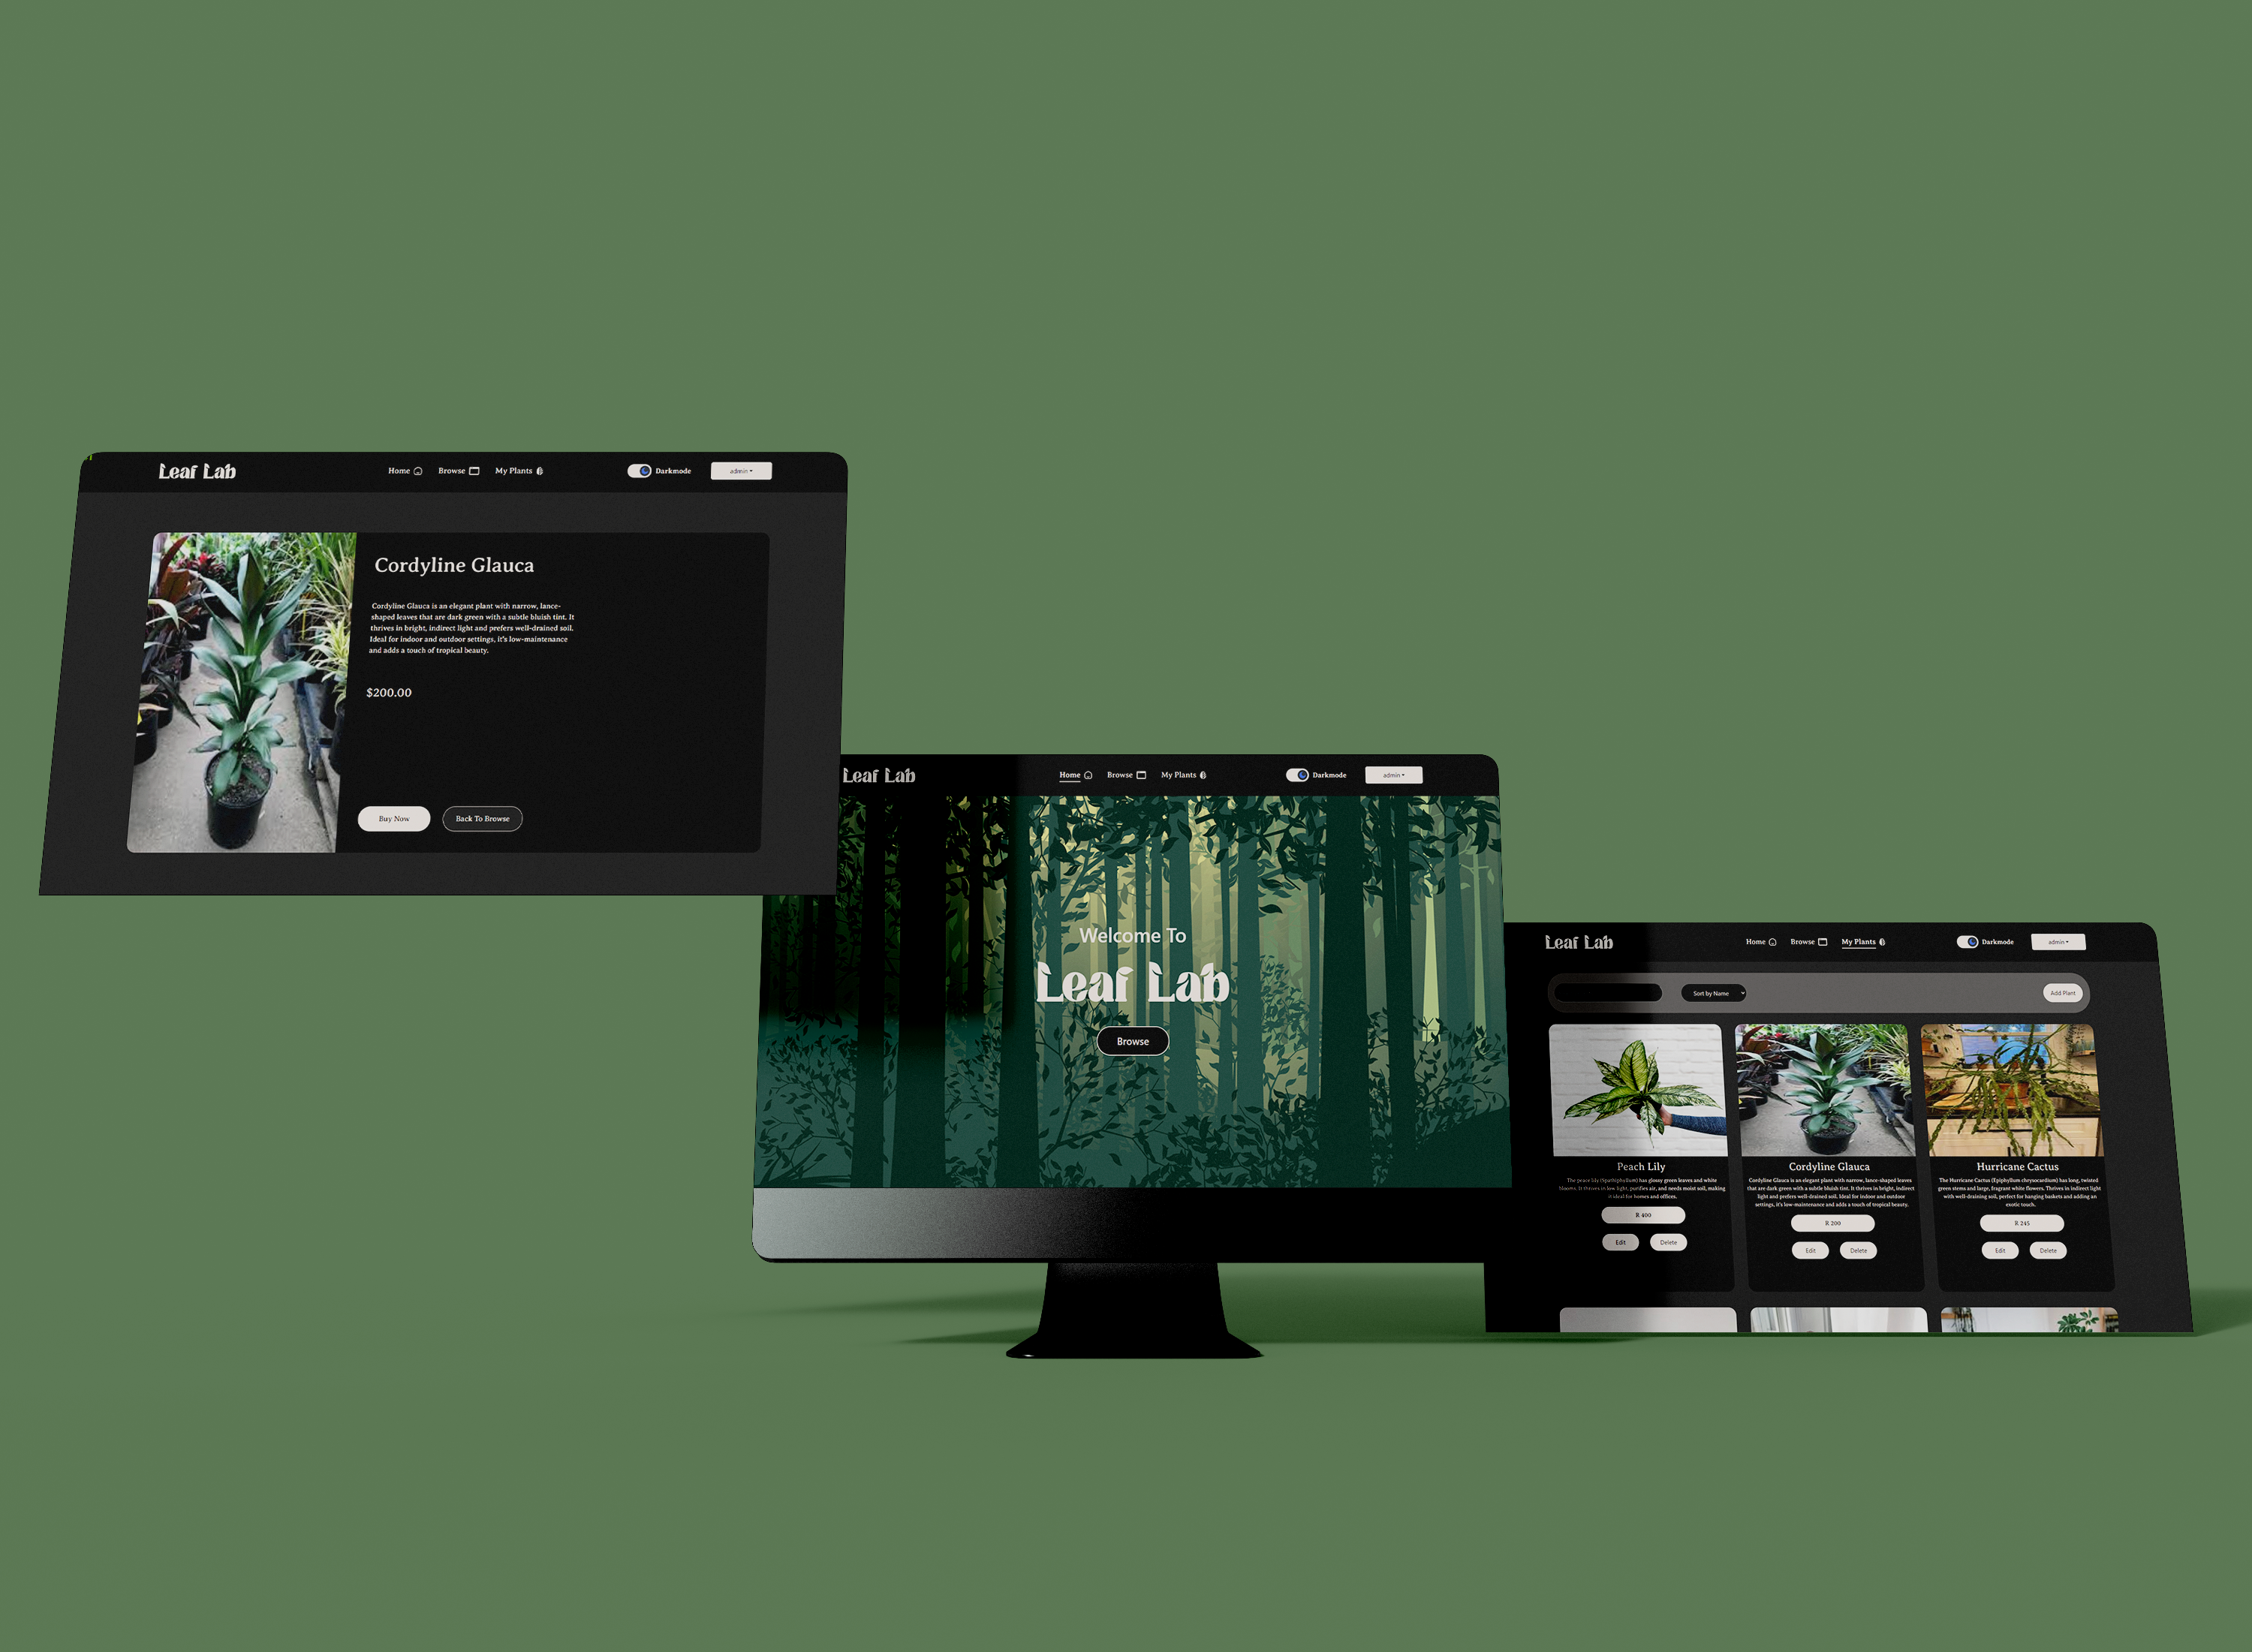 Leaf Lab
Home Browse My Plants Darkmode admin
Cordyline Glauca
Cordyline Glauca is an elegant plant with narrow, lance-
shaped leaves that are dark green with a subtle bluish tint. It
thrives in bright, indirect light and prefers well-drained soil.
Ideal for indoor and outdoor settings, it's low-maintenance
and adds a touch of tropical beauty.
$200.00
Buy Now Back To Browse
Leaf Lab
Home Browse My Plants Darkmode admin
Welcome To
Leaf Lab
Browse
Leaf Lab
Home Browse My Plants Darkmode admin
Sort by Name Add Plant
Peach Lily
The peace lily (Spathiphyllum) has glossy green leaves and white
blooms. It thrives in low light, purifies air, and needs moist soil, making
it ideal for homes and offices.
R 400
Edit Delete
Cordyline Glauca
Cordyline Glauca is an elegant plant with narrow, lance-shaped leaves
that are dark green with a subtle bluish tint. It thrives in bright, indirect
light and prefers well-drained soil. Ideal for indoor and outdoor
settings, it's low-maintenance and adds a touch of tropical beauty.
R 200
Edit Delete
Hurricane Cactus
The Hurricane Cactus (Epiphyllum chrysocardium) has long, twisted
green stems and large, fragrant white flowers. Thrives in indirect light
with well-draining soil, perfect for hanging baskets and adding an
exotic touch.
R 245
Edit Delete